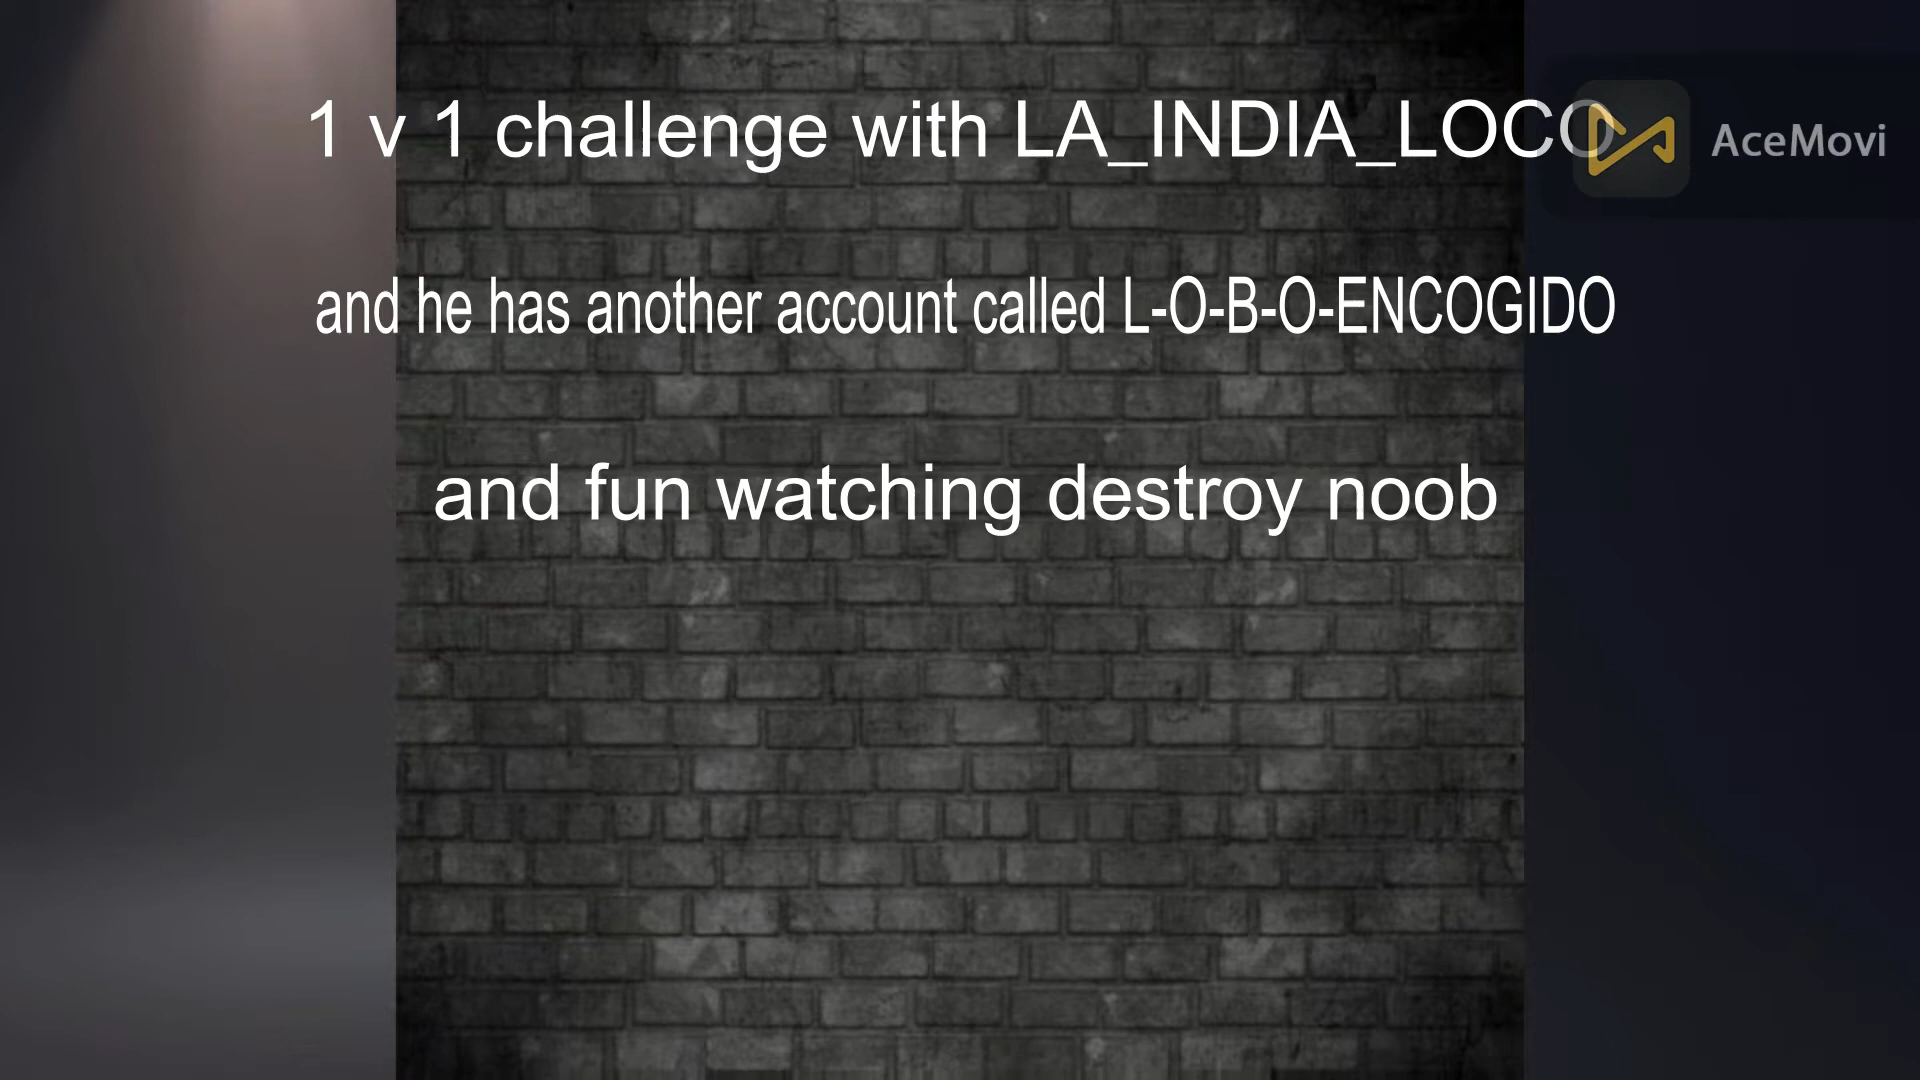 1 v 1 challenge with LA_INDIA_LOCO
AceMovi
and he has another account called L-O-B-O-ENCOGIDO
and fun watching destroy noob